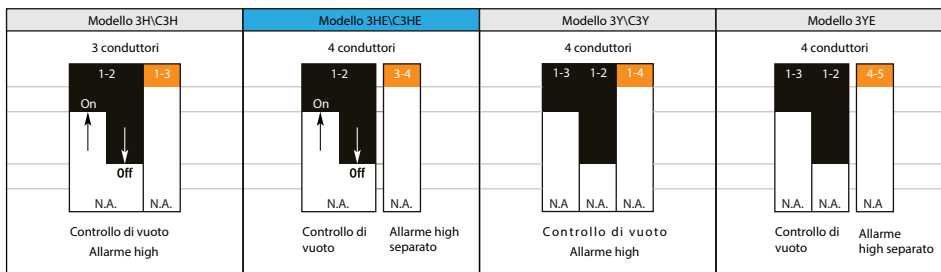 Modello 3H\C3H
3 conduttori
1-2 1-3
On
Off
N.A. N.A.
Controllo di vuoto
Allarme high
Modello 3HE\C3HE
4 conduttori
1-2 3-4
On
Off
N.A. N.A.
Controllo di
vuoto
Allarme high
separato
Modello 3Y\C3Y
4 conduttori
1-3 1-2 1-4
N.A N.A. N.A.
Controllo di vuoto
Allarme high
Modello 3YE
4 conduttori
1-3 1-2 4-5
N.A. N.A. N.A
Controllo di
vuoto
Allarme
high separato